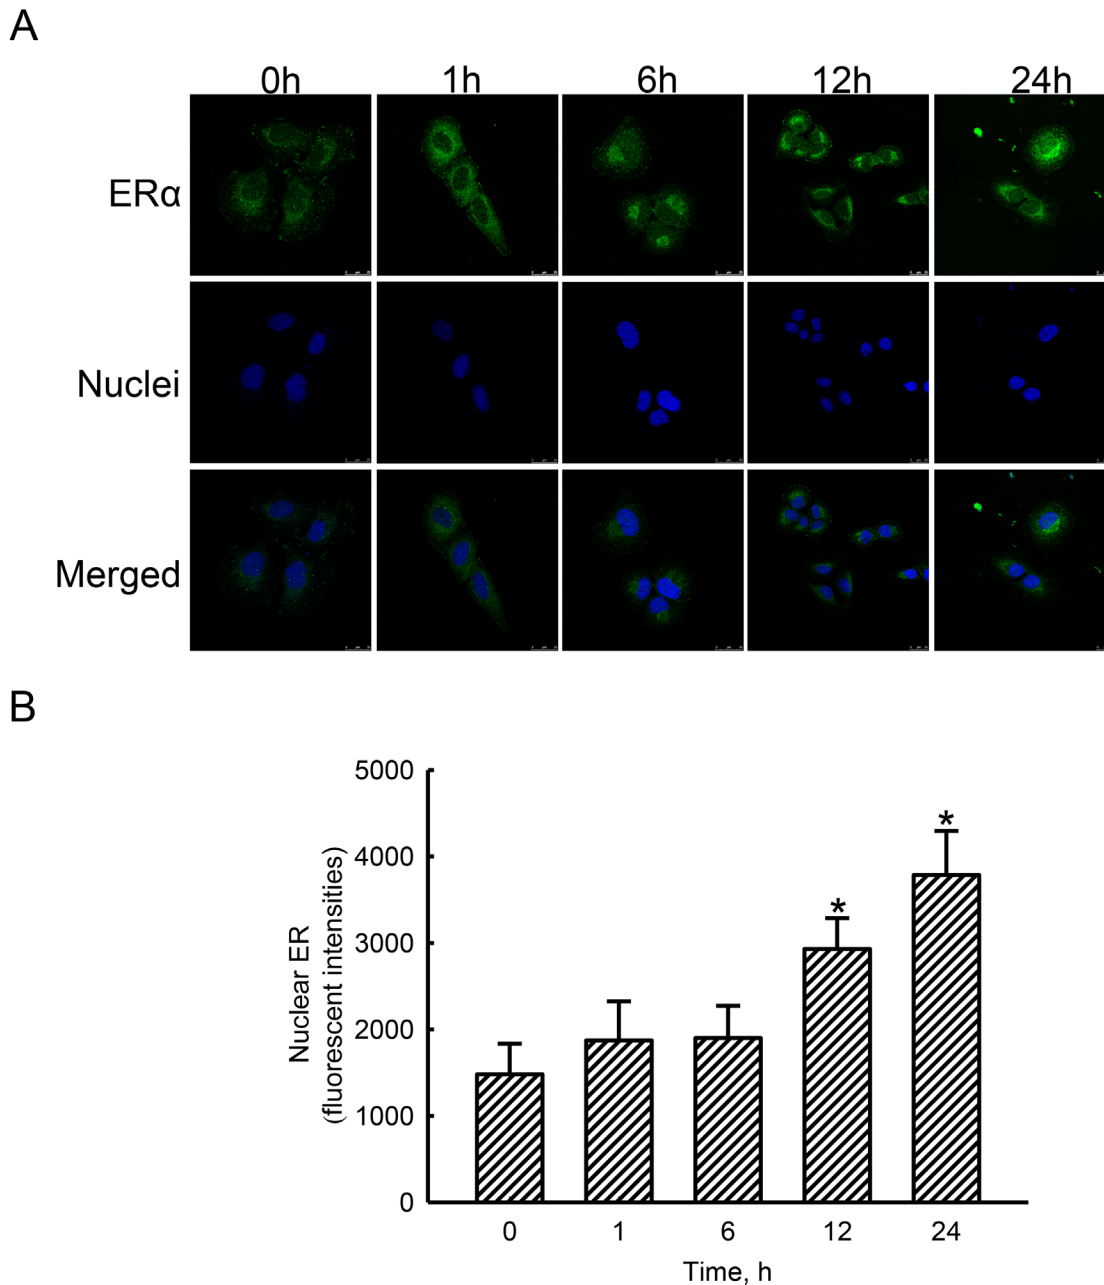 A
0h 1h 6h 12h 24h
ERα
Nuclei
Merged
B
5000
4000
3000
2000
1000
0
Nuclear ER
(fluorescent intensities)
*
*
0 1 6 12 24
Time, h